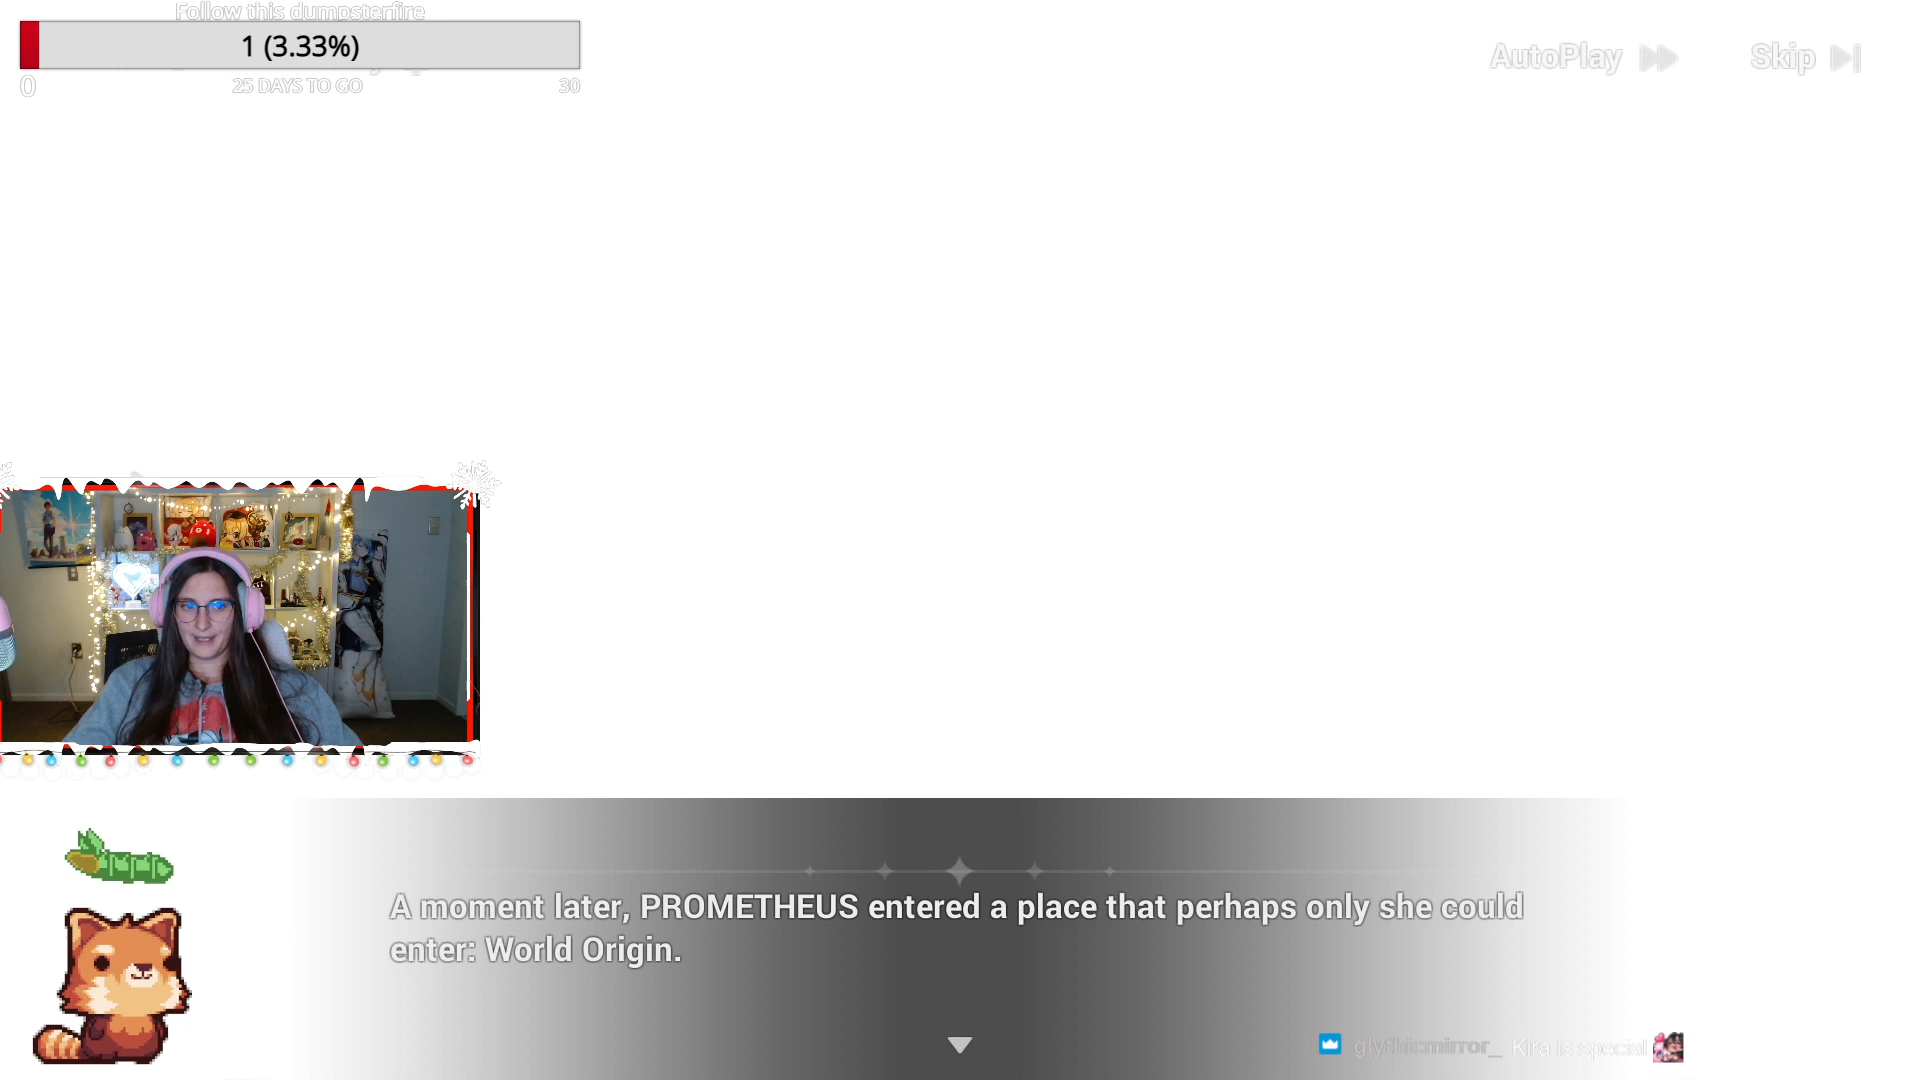 Follow this dumpsterfire
1 (3.33%)
0
25 DAYS TO GO
30
AutoPlay
Skip
A moment later, PROMETHEUS entered a place that perhaps only she could
enter: World Origin.
glythicmirror_ Kira is special